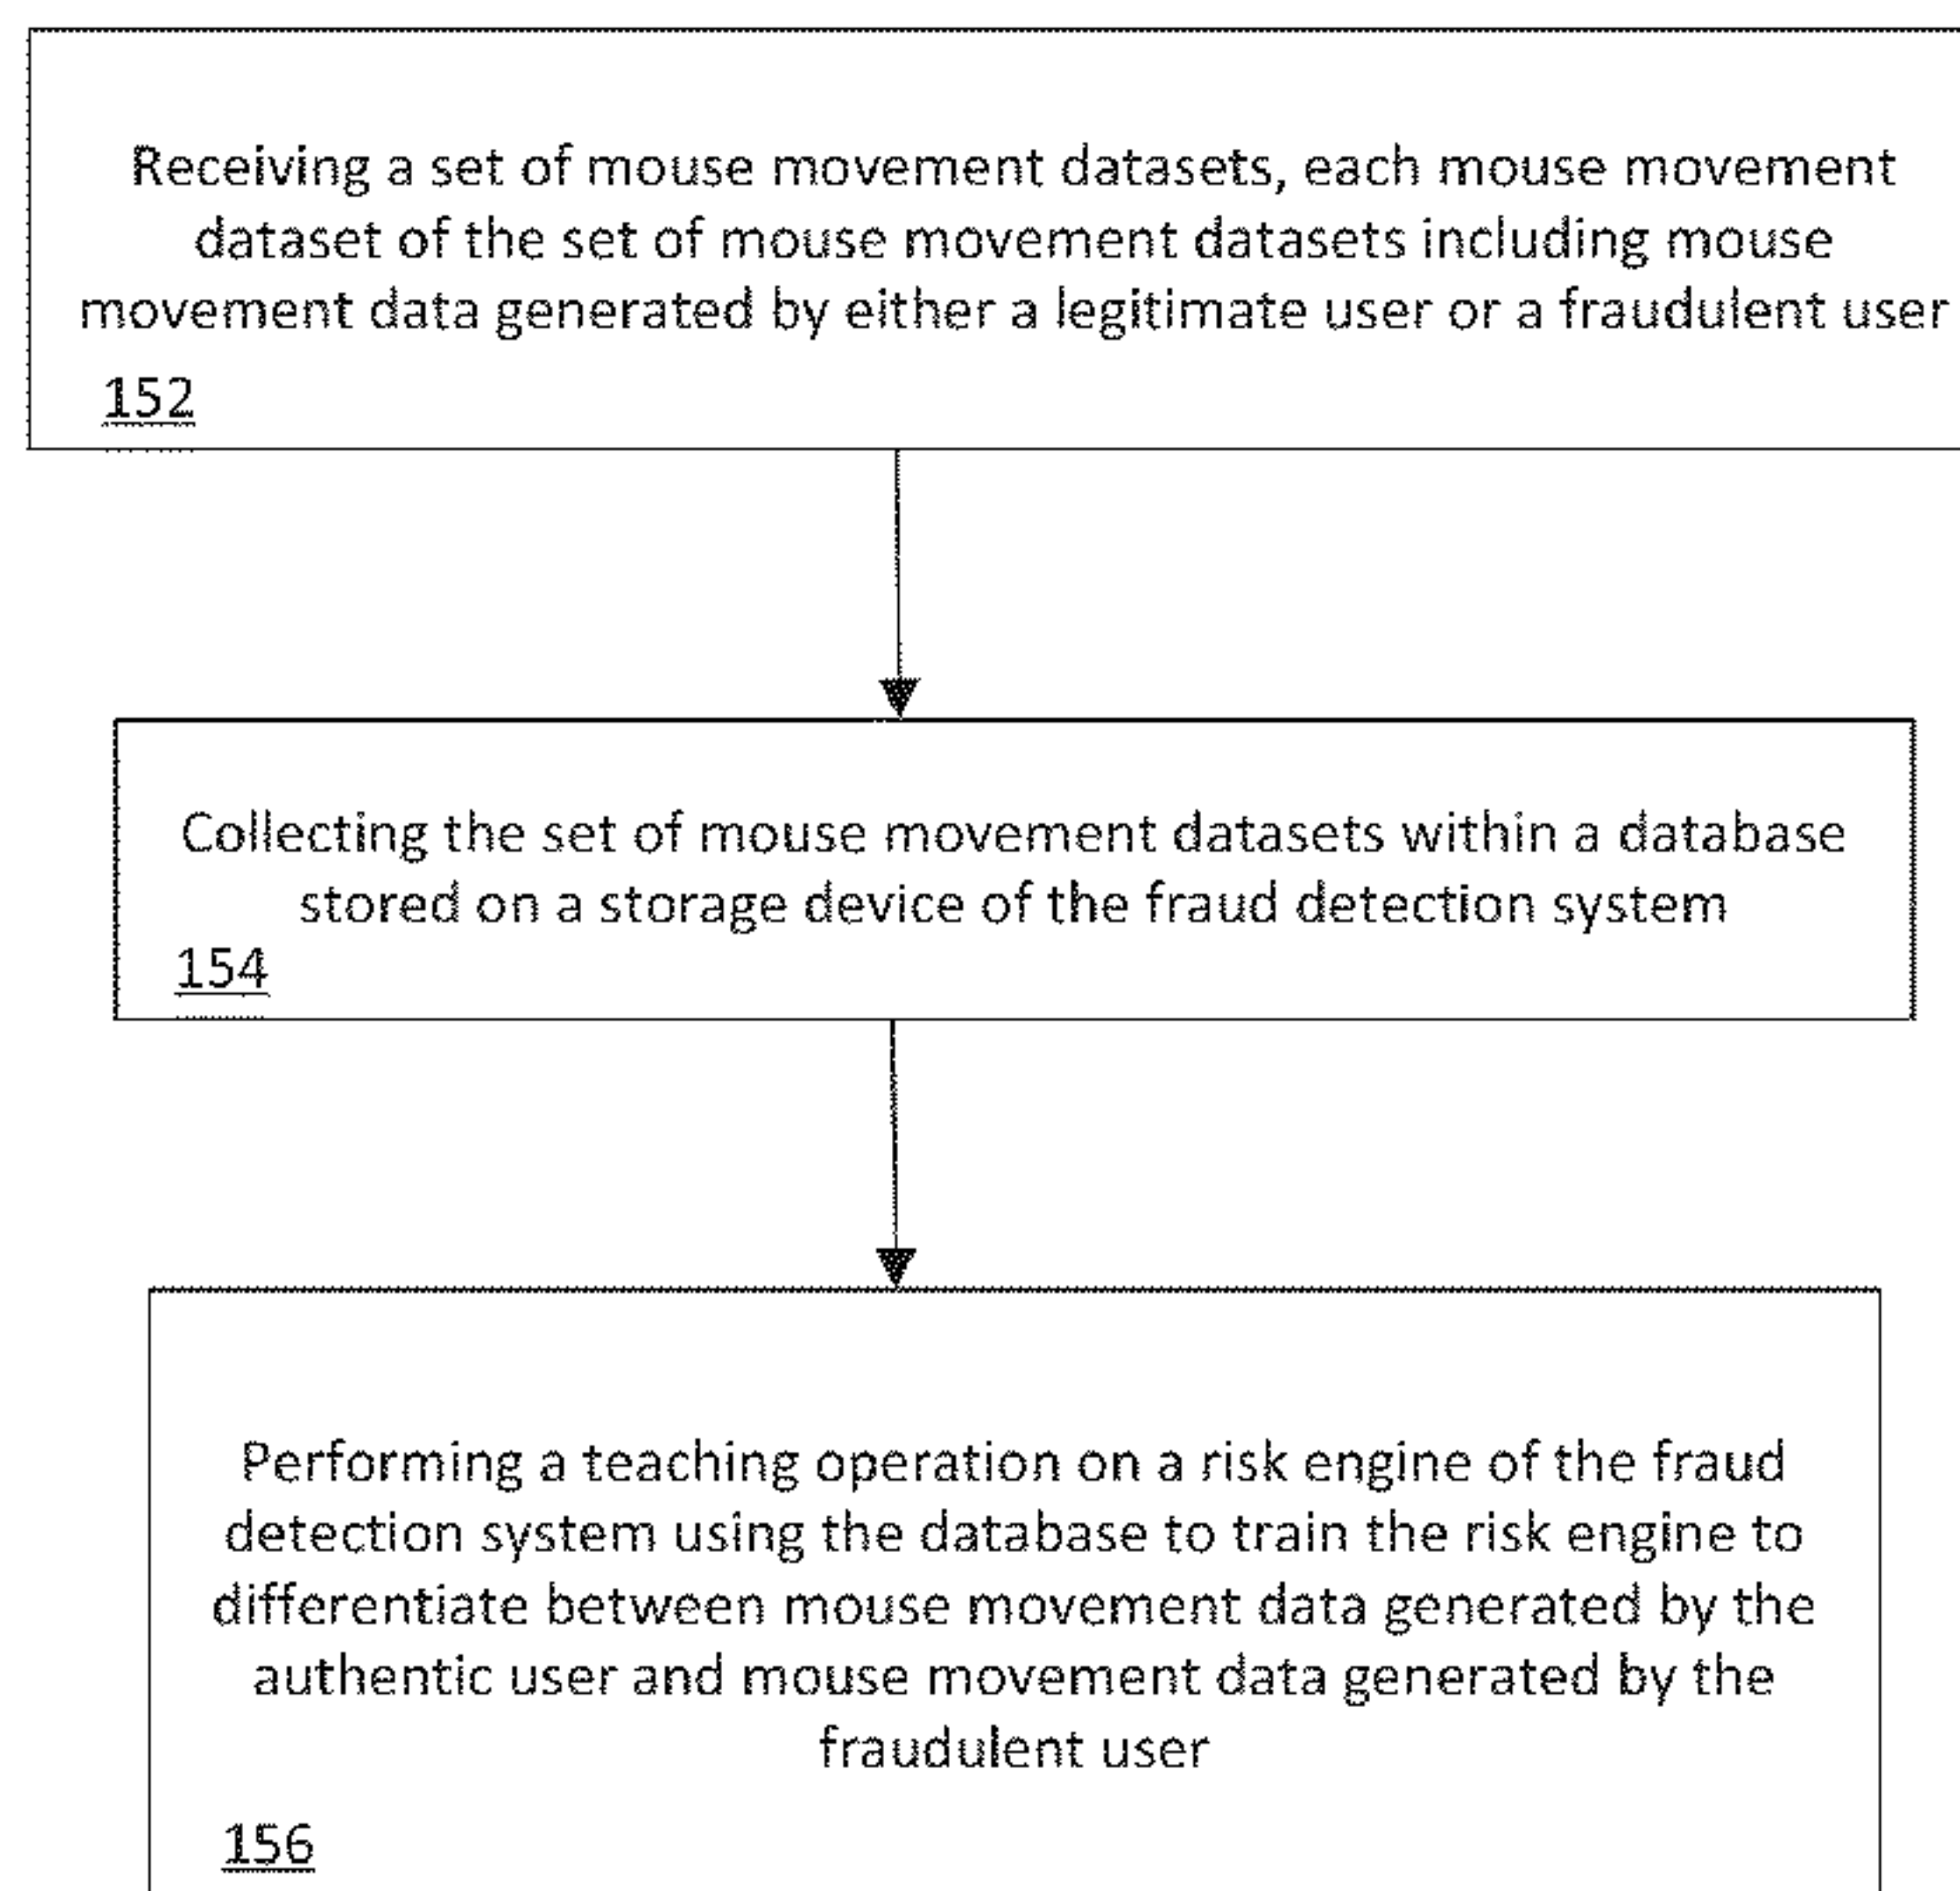 Receiving a set of mouse movement datasets, each mouse movement
dataset of the set of mouse movement datasets including mouse
movement data generated by either a legitimate user or a fraudulent user
152
Collecting the set of mouse movement datasets within a database
stored on a storage device of the fraud detection system
154
Performing a teaching operation on a risk engine of the fraud
detection system using the database to train the risk engine to
differentiate between mouse movement data generated by the
authentic user and mouse movement data generated by the
fraudulent user
156